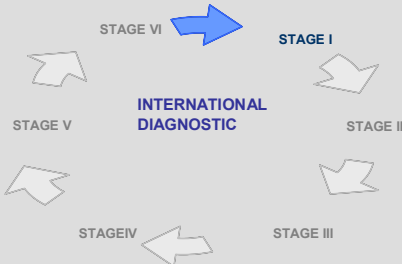 STAGE VI
STAGE I
INTERNATIONAL
DIAGNOSTIC
STAGE V
STAGE II
STAGEIV
STAGE III